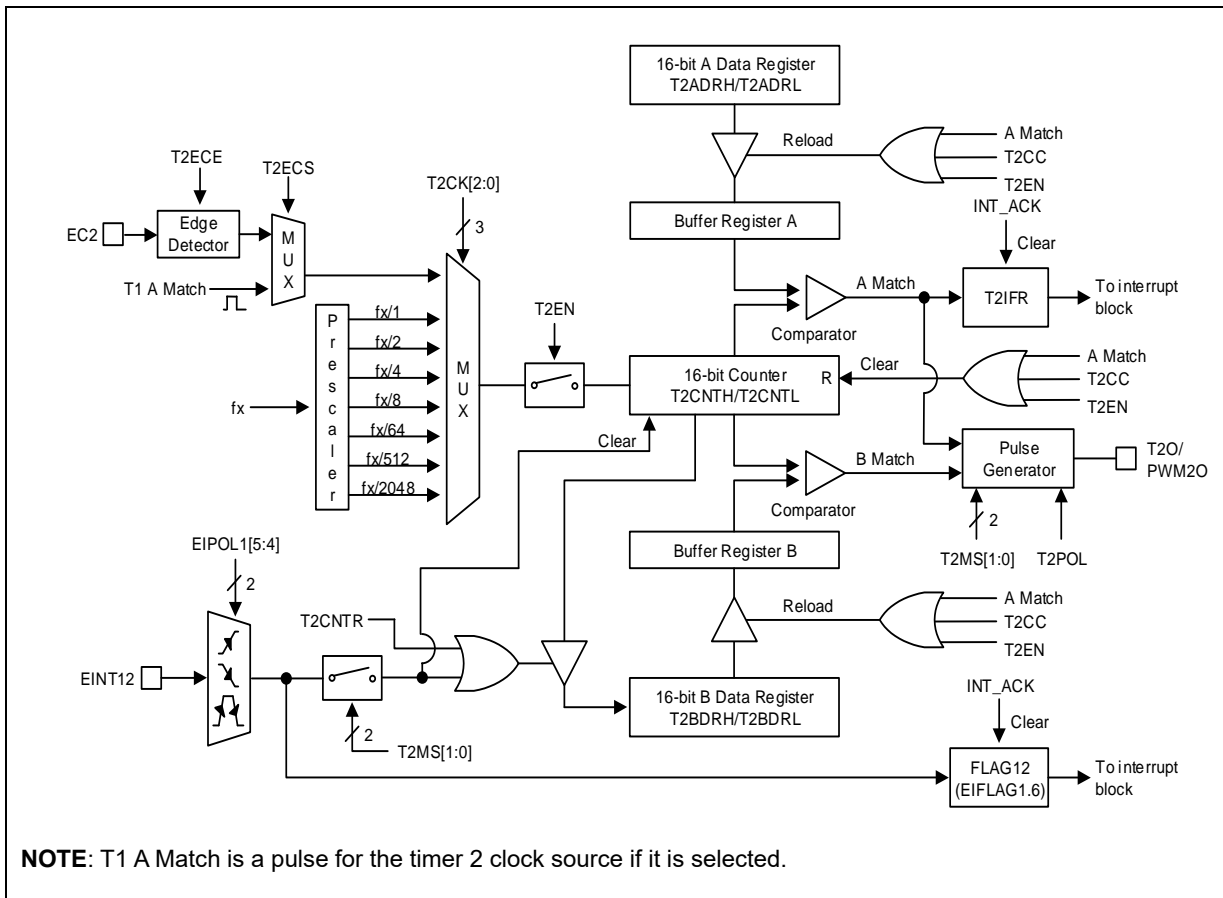 16-bit A Data Register
T2ADRH/T2ADRL
Reload
A Match
T2CC
T2EN
T2ECE
T2ECS
T2CK[2:0]
3
EC2
Edge
Detector
M
U
X
T1 A Match
Buffer Register A
INT_ACK
Clear
A Match
T2IFR
To interrupt
block
Comparator
fx
P
r
e
s
c
a
l
e
r
fx/1
fx/2
fx/4
fx/8
fx/64
fx/512
fx/2048
M
U
X
T2EN
16-bit Counter
T2CNTH/T2CNTL
R
Clear
A Match
T2CC
T2EN
Clear
B Match
Comparator
Pulse
Generator
T2O/
PWM2O
2
T2MS[1:0]
T2POL
Buffer Register B
EIPOL1[5:4]
2
Reload
A Match
T2CC
T2EN
T2CNTR
EINT12
2
T2MS[1:0]
16-bit B Data Register
T2BDRH/T2BDRL
INT_ACK
Clear
FLAG12
(EIFLAG1.6)
To interrupt
block
NOTE: T1 A Match is a pulse for the timer 2 clock source if it is selected.